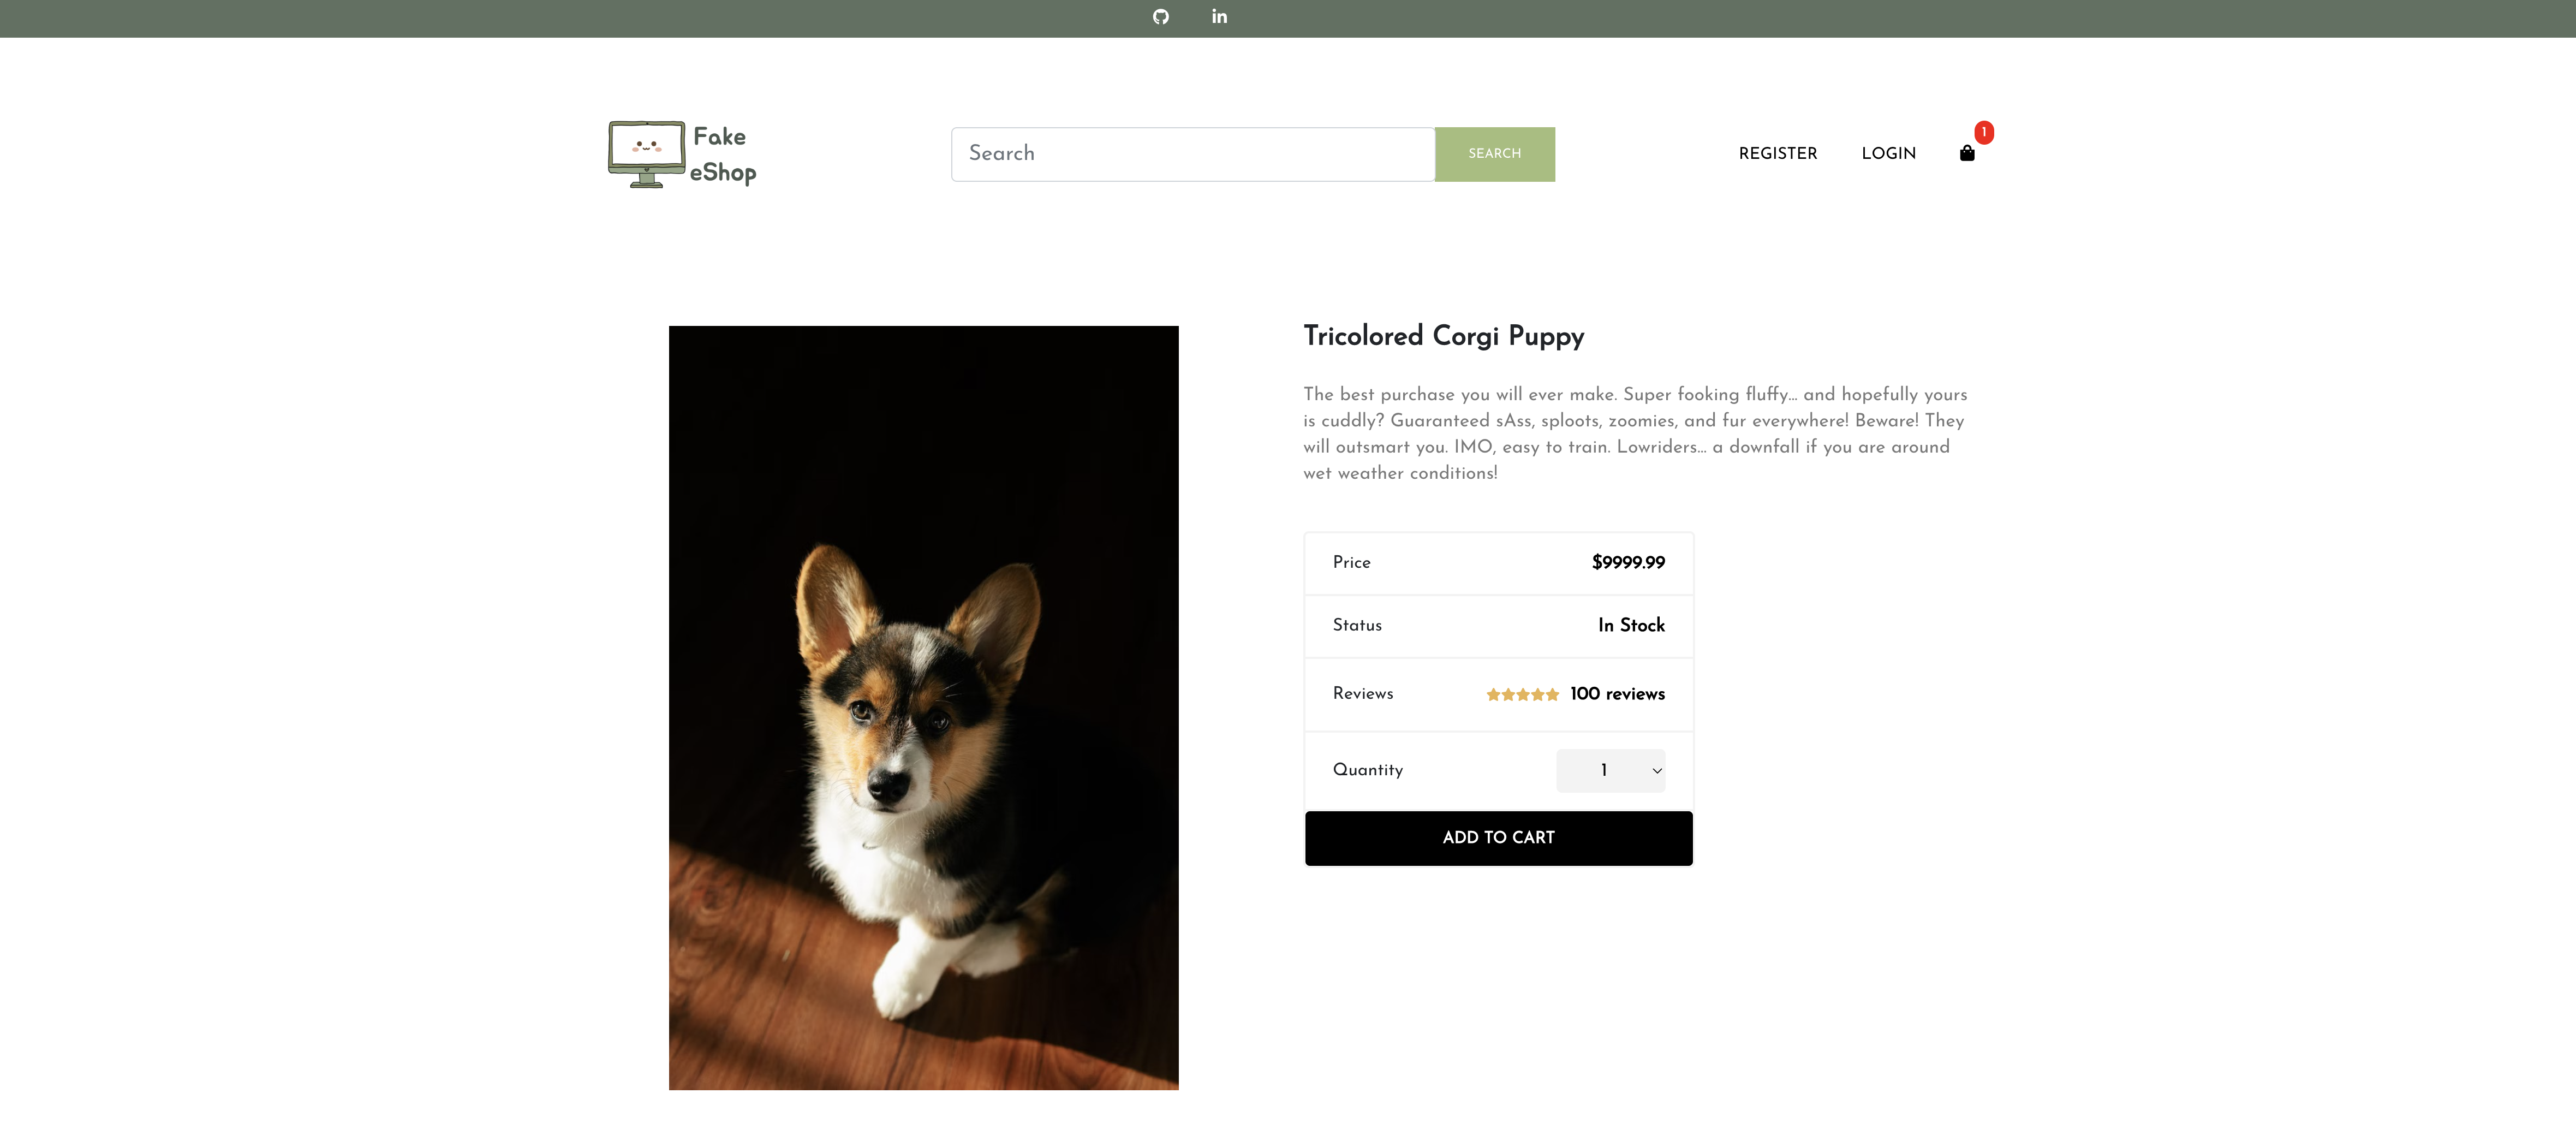 Fake
eShop
Search
SEARCH
REGISTER
LOGIN
1
Tricolored Corgi Puppy
The best purchase you will ever make. Super fooking fluffy... and hopefully yours
is cuddly? Guaranteed sAss, sploots, zoomies, and fur everywhere! Beware! They
will outsmart you. IMO, easy to train. Lowriders... a downfall if you are around
wet weather conditions!
Price $9999.99
Status In Stock
Reviews 100 reviews
Quantity 1
ADD TO CART